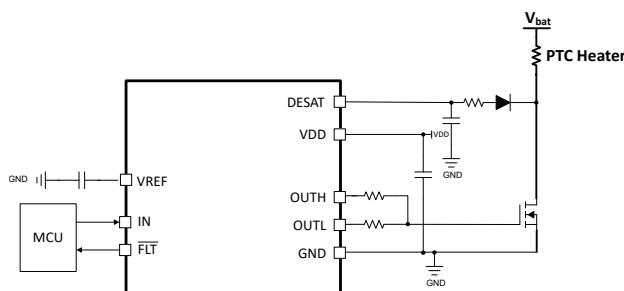 Vbat
PTC Heater
DESAT
VDD
VDD
GND
GND
VREF
OUTH
IN
MCU
OUTL
FLT
GND
GND